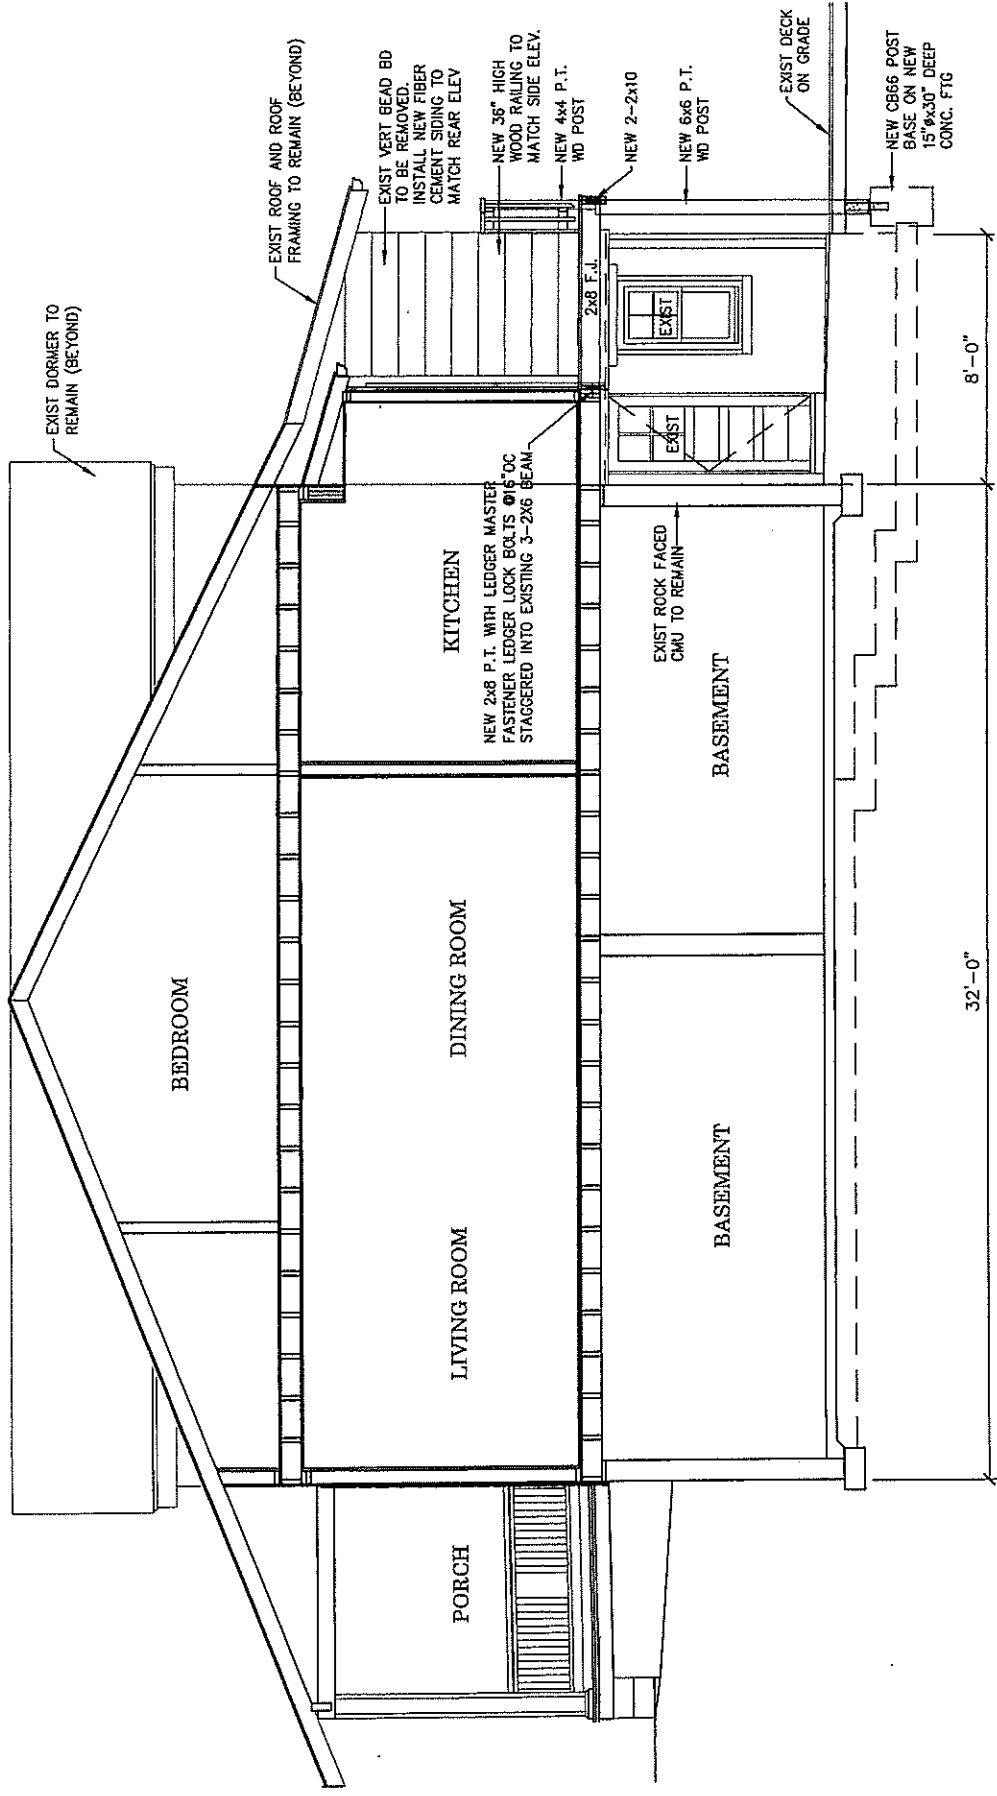 EXIST DORMER TO
REMAIN (BEYOND)
EXIST ROOF AND ROOF
FRAMING TO REMAIN (BEYOND)
EXIST VERT BEAD BD
TO BE REMOVED.
INSTALL NEW FIBER
CEMENT SIDING TO
MATCH REAR ELEV
NEW 36" HIGH
WOOD RAILING TO
MATCH SIDE ELEV.
NEW 4x4 P.T.
WD POST
NEW 2-2x10
NEW 6x6 P.T.
WD POST
EXIST DECK
ON GRADE
NEW CB66 POST
BASE ON NEW
15"øx30" DEEP
CONC. FTG
BEDROOM
KITCHEN
NEW 2x8 P.T. WITH LEDGER MASTER
FASTENER LEDGER LOCK BOLTS @16"OC
STAGGERED INTO EXISTING 3-2X6 BEAM
2x8 F.J.
EXIST
EXIST
PORCH
LIVING ROOM
DINING ROOM
EXIST ROCK FACED
CMU TO REMAIN
BASEMENT
BASEMENT
32'-0"
8'-0"